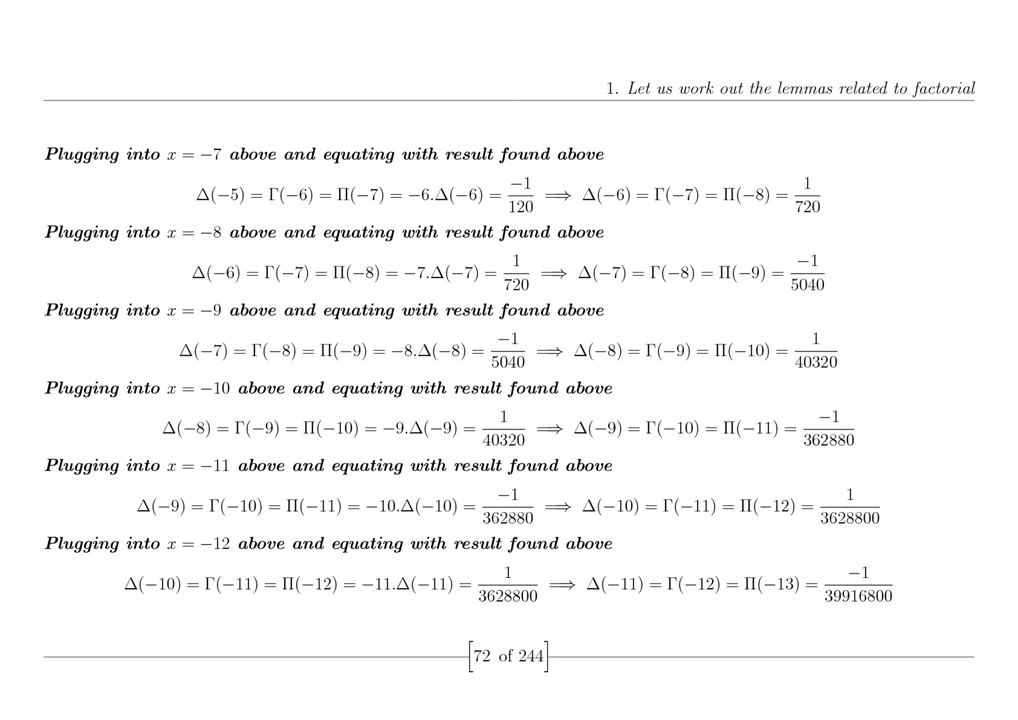 1. Let us work out the lemmas related to factorial
Plugging into x = −7 above and equating with result found above
Δ(−5) = Γ(−6) = Π(−7) = −6.Δ(−6) = −1/120 ⟹ Δ(−6) = Γ(−7) = Π(−8) = 1/720
Plugging into x = −8 above and equating with result found above
Δ(−6) = Γ(−7) = Π(−8) = −7.Δ(−7) = 1/720 ⟹ Δ(−7) = Γ(−8) = Π(−9) = −1/5040
Plugging into x = −9 above and equating with result found above
Δ(−7) = Γ(−8) = Π(−9) = −8.Δ(−8) = −1/5040 ⟹ Δ(−8) = Γ(−9) = Π(−10) = 1/40320
Plugging into x = −10 above and equating with result found above
Δ(−8) = Γ(−9) = Π(−10) = −9.Δ(−9) = 1/40320 ⟹ Δ(−9) = Γ(−10) = Π(−11) = −1/362880
Plugging into x = −11 above and equating with result found above
Δ(−9) = Γ(−10) = Π(−11) = −10.Δ(−10) = −1/362880 ⟹ Δ(−10) = Γ(−11) = Π(−12) = 1/3628800
Plugging into x = −12 above and equating with result found above
Δ(−10) = Γ(−11) = Π(−12) = −11.Δ(−11) = 1/3628800 ⟹ Δ(−11) = Γ(−12) = Π(−13) = −1/39916800
[72 of 244]